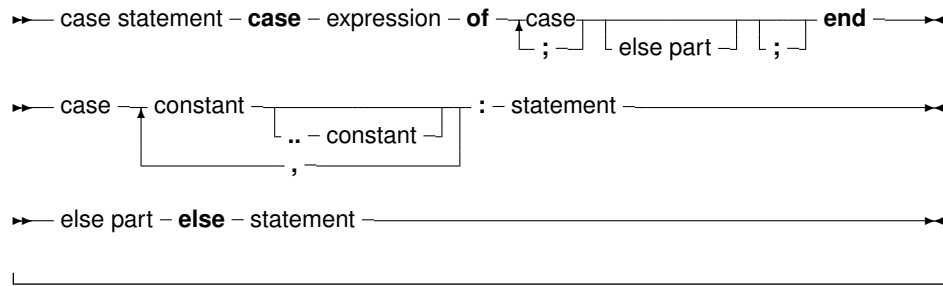 case statement case expression of case else part ; end
;
case constant .. constant : statement
,
else part else statement